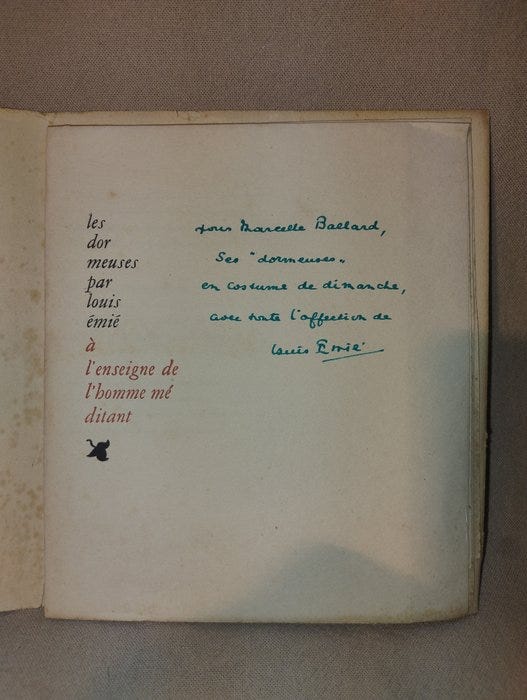 les
dor
meuses
par
louis
émié
à
l'enseigne de
l'homme mé
ditant
pour Marcelle Ballard,
Ses "dormeuses"
en costume de dimanche,
avec toute l'affection de
Louis Émié